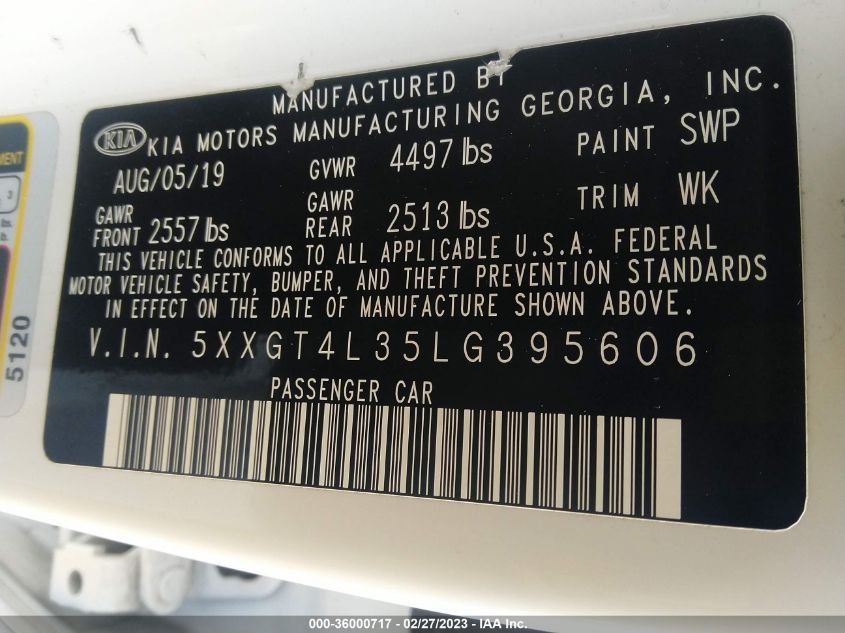 MANUFACTURED BY
KIA KIA MOTORS MANUFACTURING GEORGIA, INC.
AUG/05/19 GVWR 4497 lbs PAINT SWP
GAWR FRONT 2557 lbs GAWR REAR 2513 lbs TRIM WK
THIS VEHICLE CONFORMS TO ALL APPLICABLE U.S.A. FEDERAL
MOTOR VEHICLE SAFETY, BUMPER, AND THEFT PREVENTION STANDARDS
IN EFFECT ON THE DATE OF MANUFACTURE SHOWN ABOVE.
V.I.N. 5XXGT4L35LG395606
PASSENGER CAR
5120
000-36000717 - 02/27/2023 - IAA Inc.